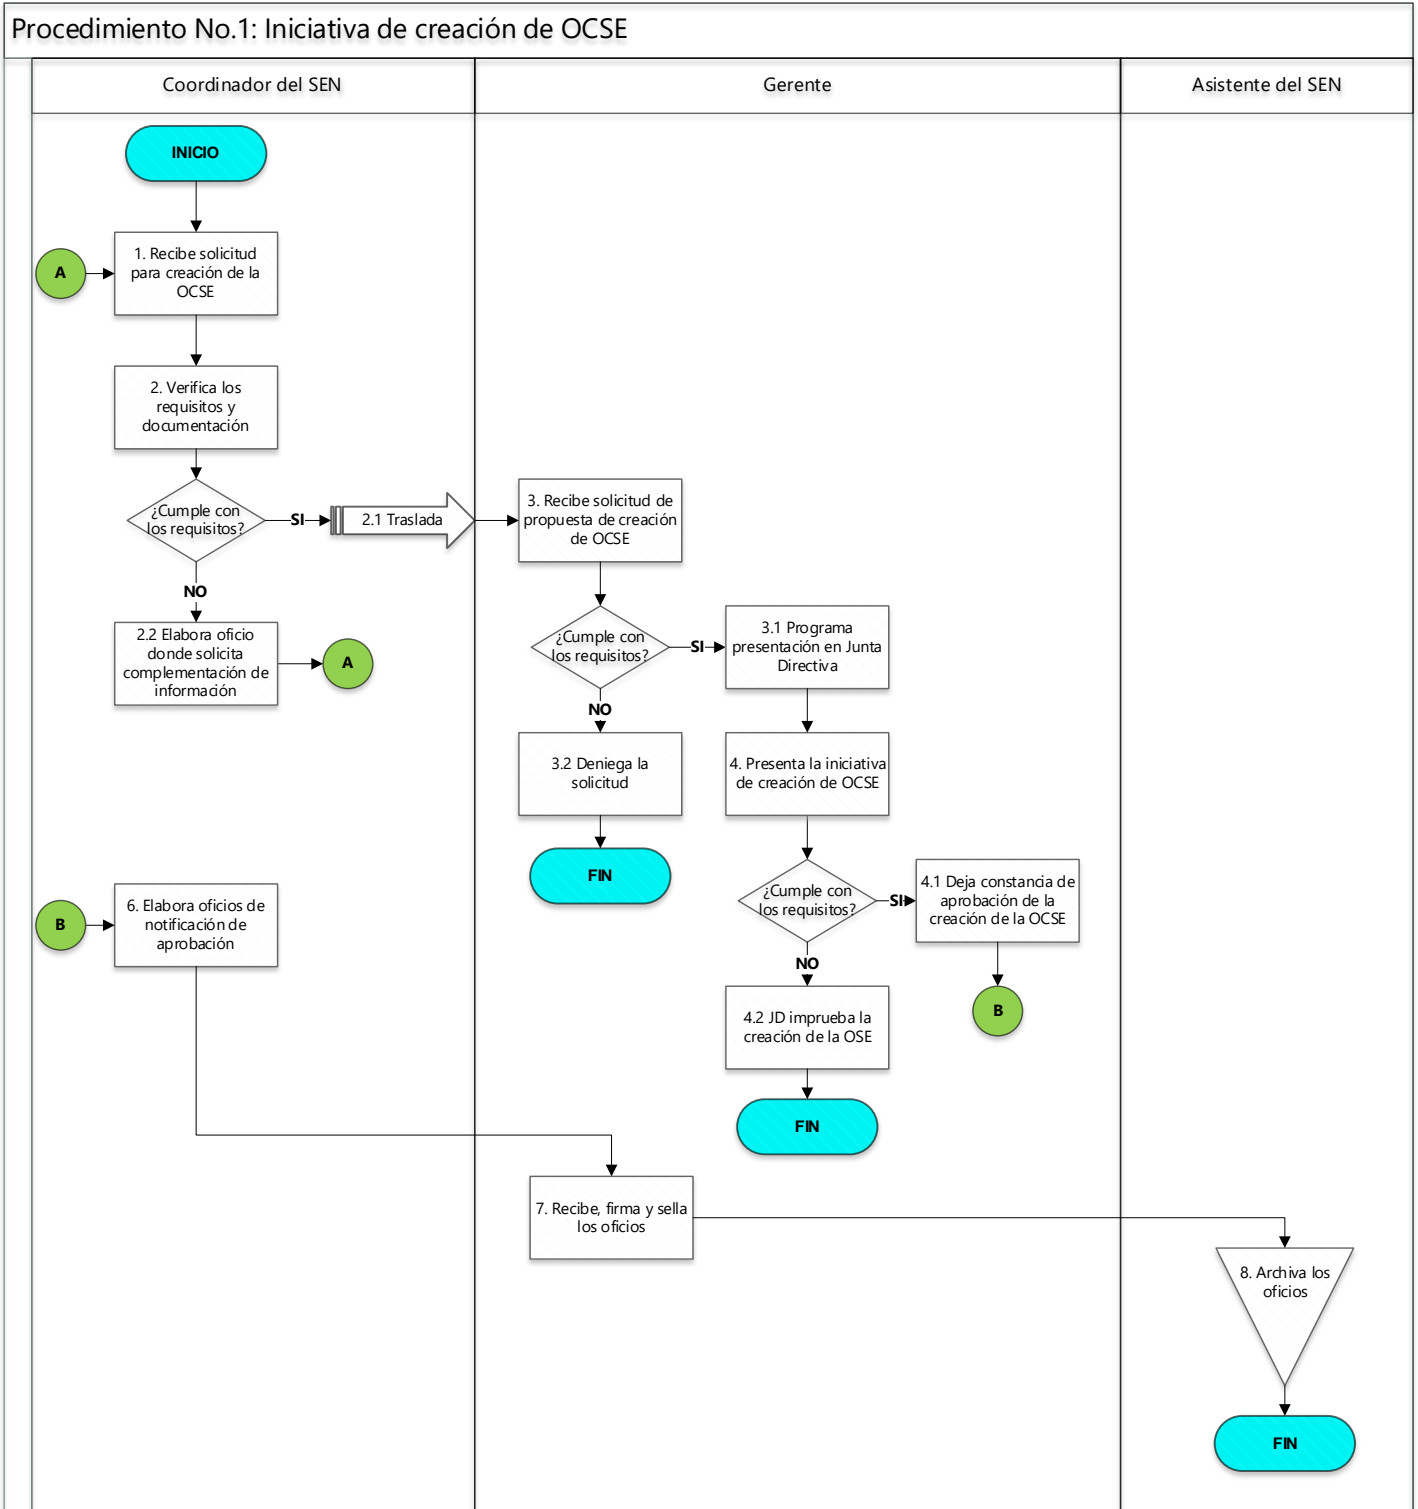 Procedimiento No.1: Iniciativa de creación de OCSE
Coordinador del SEN
Gerente
Asistente del SEN
INICIO
A
1. Recibe solicitud
para creación de la
OCSE
2. Verifica los
requisitos y
documentación
¿Cumple con
los requisitos?
SI
2.1 Traslada
NO
2.2 Elabora oficio
donde solicita
complementación de
información
A
3. Recibe solicitud de
propuesta de creación
de OCSE
¿Cumple con
los requisitos?
SI
3.1 Programa
presentación en Junta
Directiva
NO
3.2 Deniega la
solicitud
FIN
4. Presenta la iniciativa
de creación de OCSE
¿Cumple con
los requisitos?
SI
4.1 Deja constancia de
aprobación de la
creación de la OCSE
B
NO
4.2 JD imprueba la
creación de la OSE
FIN
B
6. Elabora oficios de
notificación de
aprobación
7. Recibe, firma y sella
los oficios
8. Archiva los
oficios
FIN